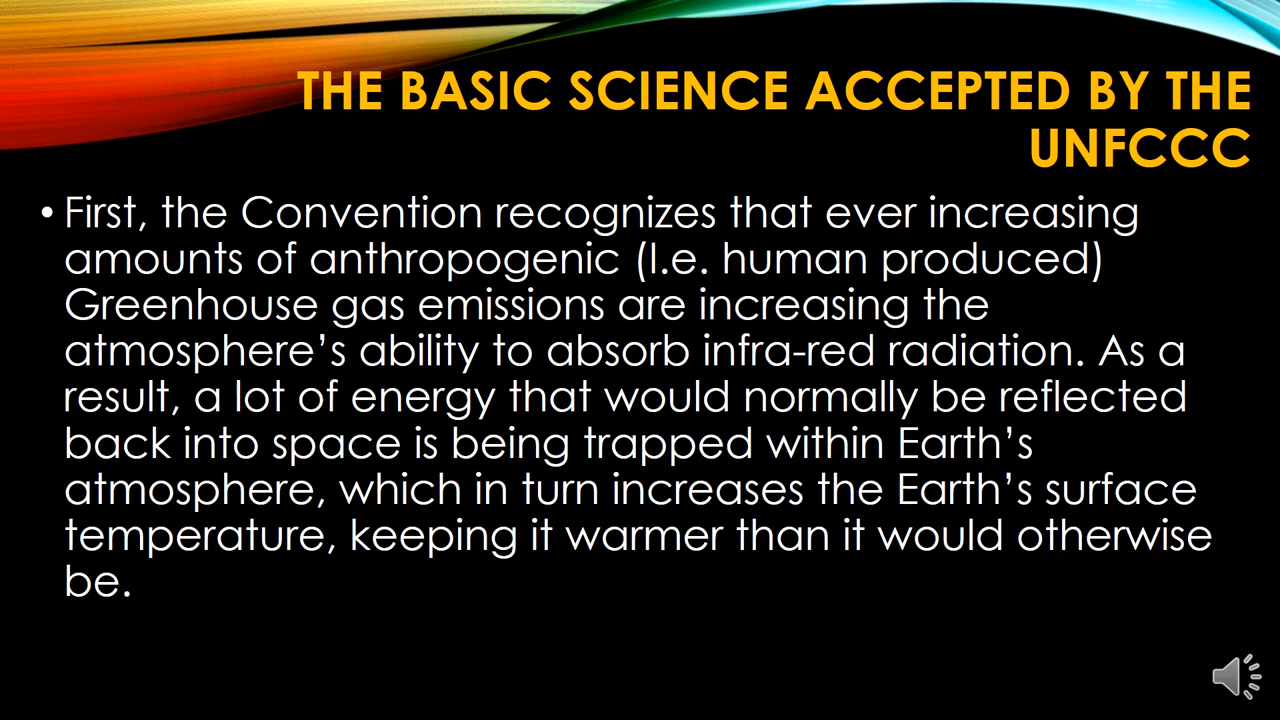 THE BASIC SCIENCE ACCEPTED BY THE
UNFCCC
• First, the Convention recognizes that ever increasing
amounts of anthropogenic (I.e. human produced)
Greenhouse gas emissions are increasing the
atmosphere’s ability to absorb infra-red radiation. As a
result, a lot of energy that would normally be reflected
back into space is being trapped within Earth’s
atmosphere, which in turn increases the Earth’s surface
temperature, keeping it warmer than it would otherwise
be.